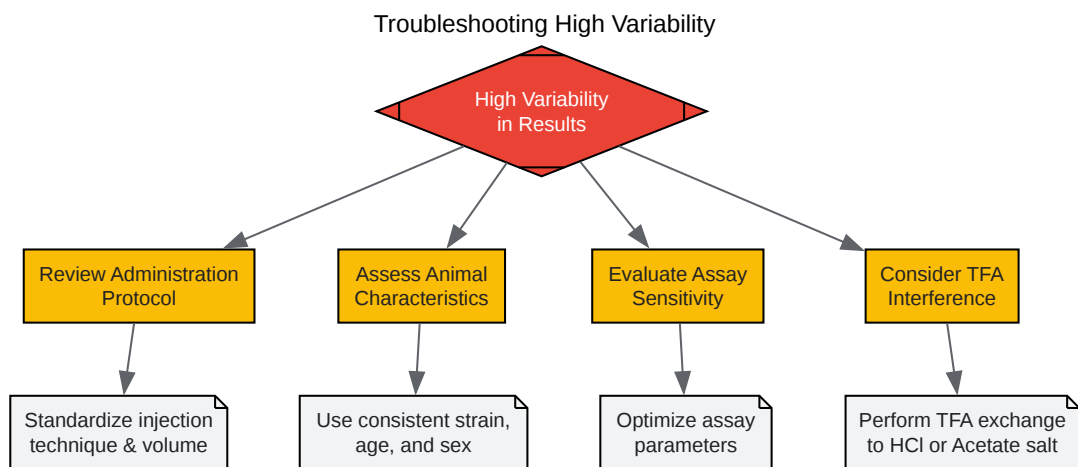 Troubleshooting High Variability
High Variability
in Results
Review Administration
Protocol
Assess Animal
Characteristics
Evaluate Assay
Sensitivity
Consider TFA
Interference
Standardize injection
technique & volume
Use consistent strain,
age, and sex
Optimize assay
parameters
Perform TFA exchange
to HCl or Acetate salt